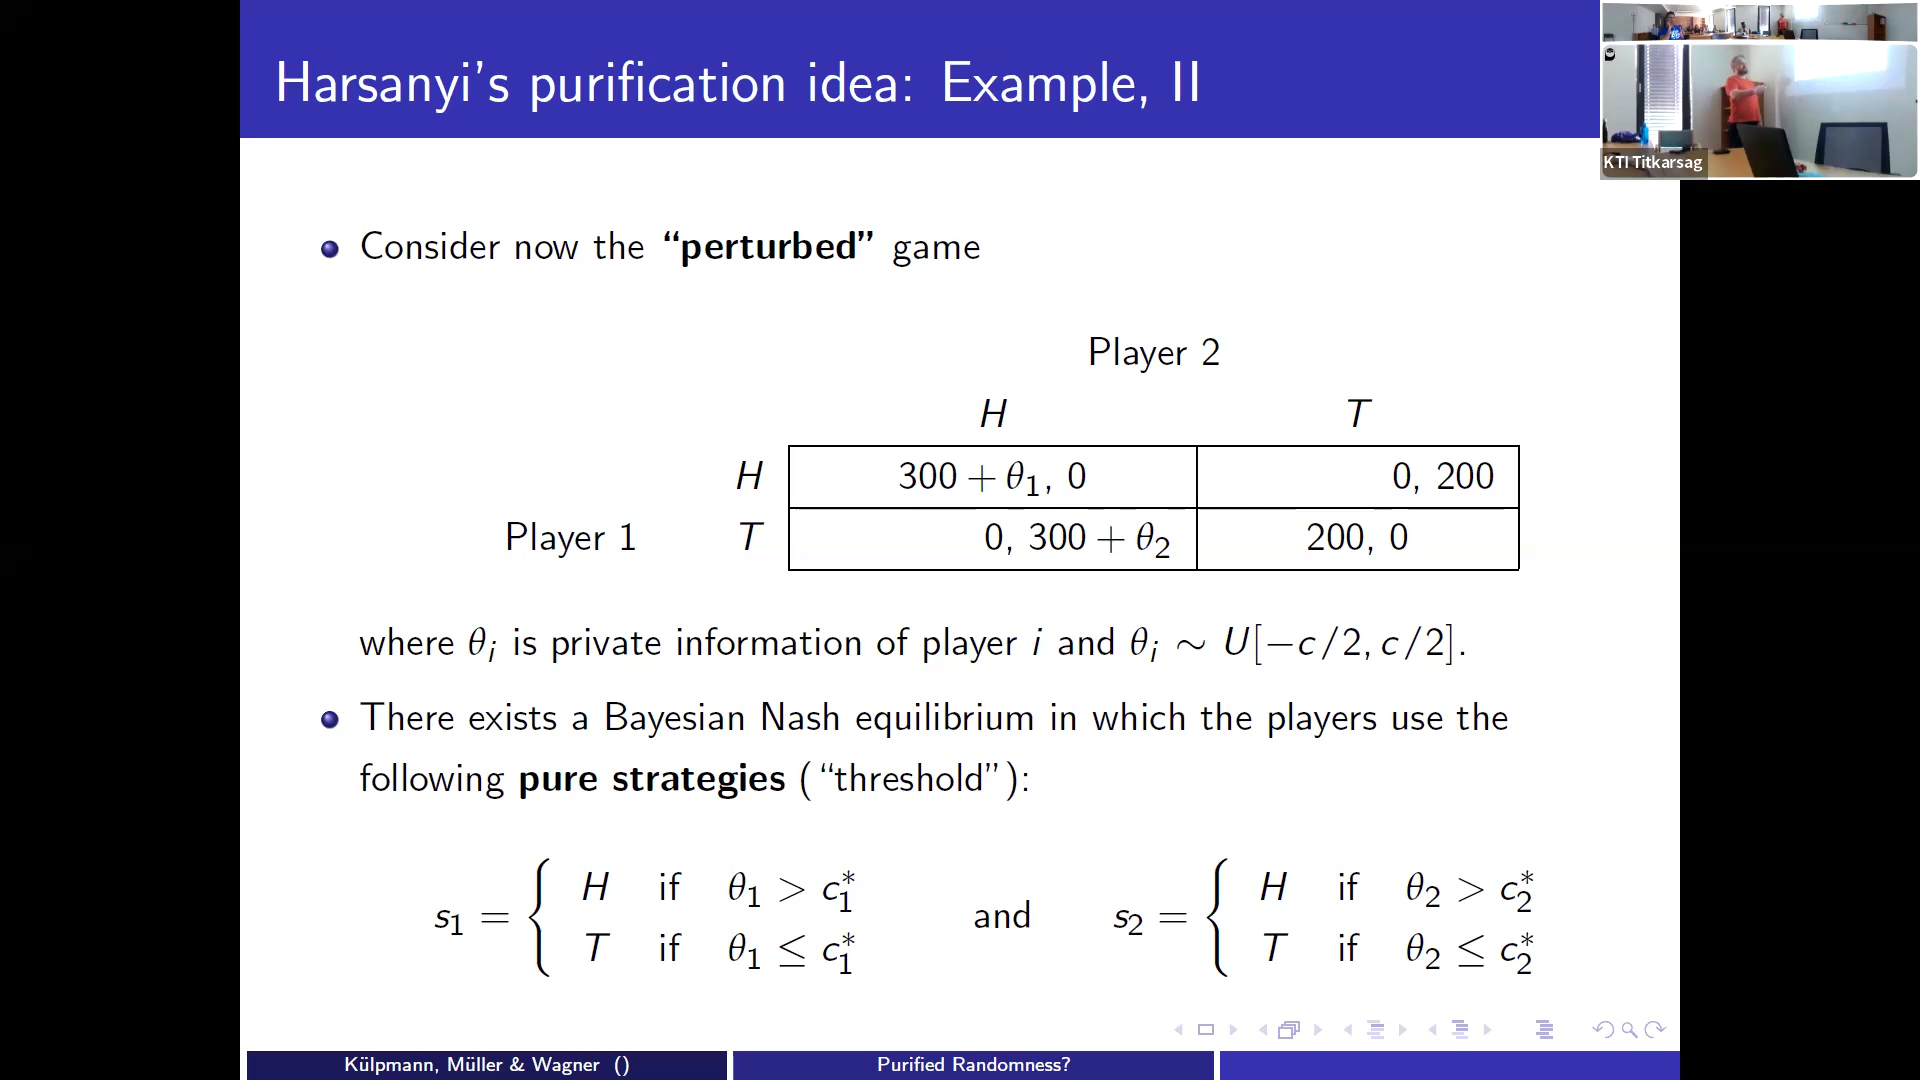 Harsanyi's purification idea: Example, II
KTI Titkarsag
Consider now the “perturbed” game
Player 2
H T
H 300 + θ₁, 0 0, 200
Player 1 T 0, 300 + θ₂ 200, 0
where θᵢ is private information of player i and θᵢ ∼ U[−c/2, c/2].
There exists a Bayesian Nash equilibrium in which the players use the
following pure strategies (“threshold”):
s₁ = { H if θ₁ > c₁* T if θ₁ ≤ c₁* and s₂ = { H if θ₂ > c₂* T if θ₂ ≤ c₂*
Külpmann, Müller & Wagner () Purified Randomness?